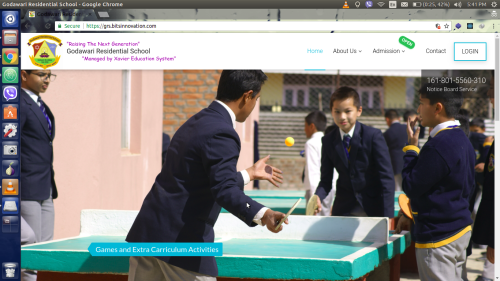 Godawari Residential School - Google Chrome
(0:25, 42%)
3:41 PM
Secure
https://grs.bitsinnovation.com
"Raising The Next Generation"
Godawari Residential School
"Managed by Xavier Education System"
Home
About Us
Admission
OPEN
Contact
LOGIN
161-801-5560-310
Notice Board Service
Games and Extra Curriculum Activities